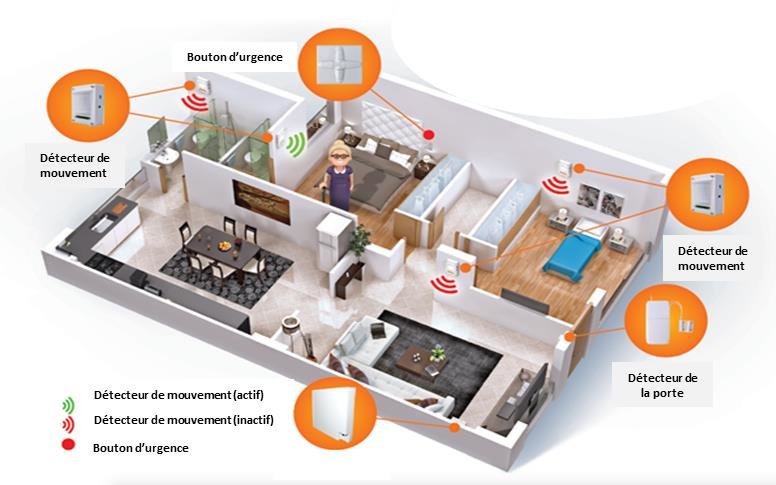 Bouton d’urgence
Détecteur de
mouvement
Détecteur de
mouvement
Détecteur de
la porte
Détecteur de mouvement (actif)
Détecteur de mouvement (inactif)
Bouton d’urgence